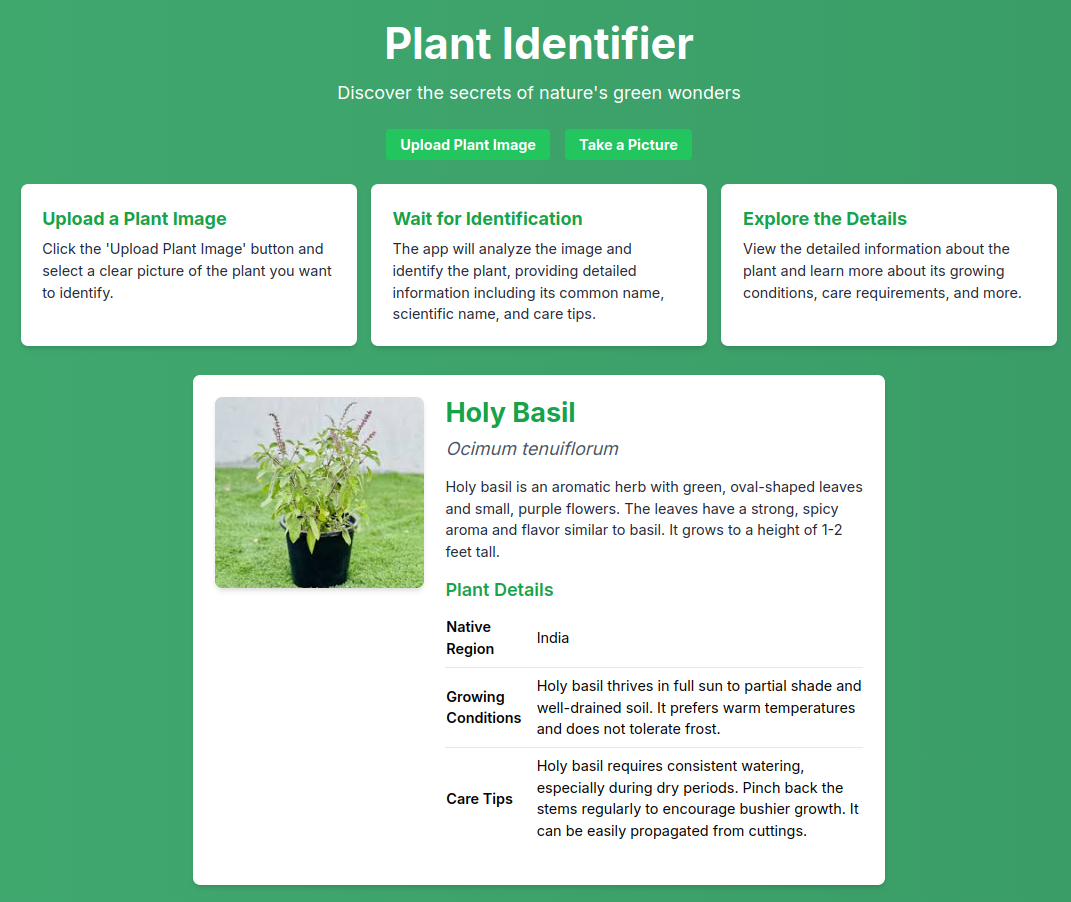 Plant Identifier
Discover the secrets of nature's green wonders
Upload Plant Image
Take a Picture
Upload a Plant Image
Click the 'Upload Plant Image' button and
select a clear picture of the plant you want
to identify.
Wait for Identification
The app will analyze the image and
identify the plant, providing detailed
information including its common name,
scientific name, and care tips.
Explore the Details
View the detailed information about the
plant and learn more about its growing
conditions, care requirements, and more.
Holy Basil
Ocimum tenuiflorum
Holy basil is an aromatic herb with green, oval-shaped leaves
and small, purple flowers. The leaves have a strong, spicy
aroma and flavor similar to basil. It grows to a height of 1-2
feet tall.
Plant Details
Native
Region
India
Growing
Conditions
Holy basil thrives in full sun to partial shade and
well-drained soil. It prefers warm temperatures
and does not tolerate frost.
Care Tips
Holy basil requires consistent watering,
especially during dry periods. Pinch back the
stems regularly to encourage bushier growth. It
can be easily propagated from cuttings.